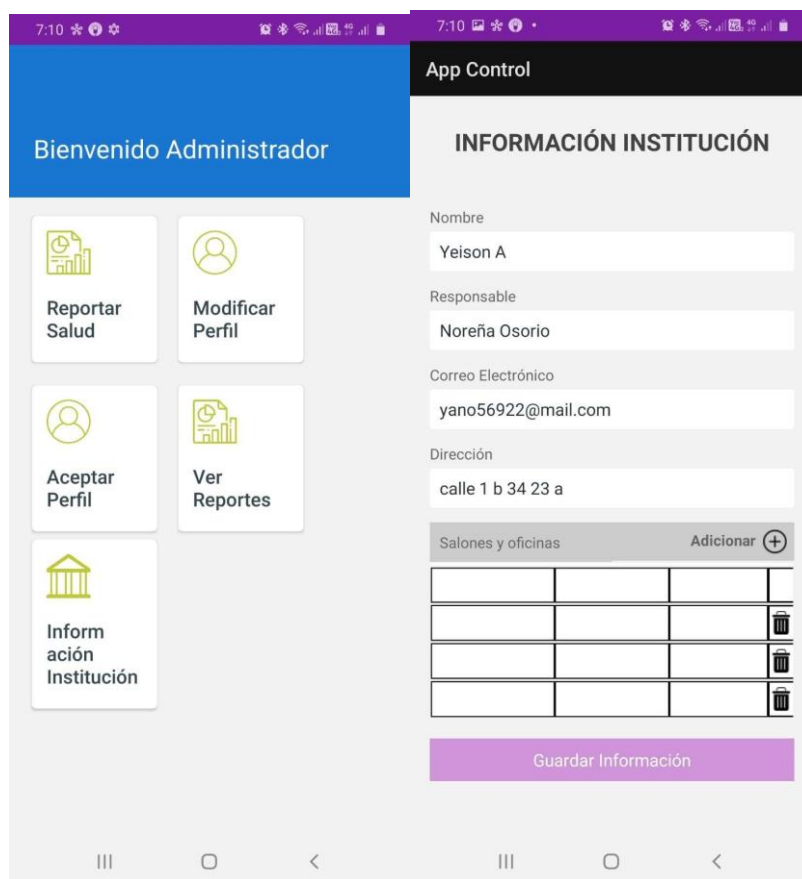 7:10
Bienvenido Administrador
Reportar
Salud
Modificar
Perfil
Aceptar
Perfil
Ver
Reportes
Inform
ación
Institución
7:10
App Control
INFORMACIÓN INSTITUCIÓN
Nombre
Yeison A
Responsable
Noreña Osorio
Correo Electrónico
yano56922@mail.com
Dirección
calle 1 b 34 23 a
Salones y oficinas
Adicionar
Guardar Información